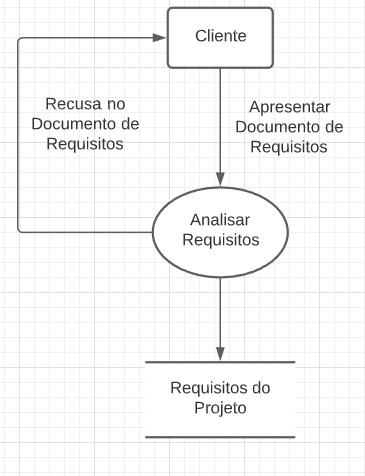 Cliente
Recusa no
Documento de
Requisitos
Apresentar
Documento de
Requisitos
Analisar
Requisitos
Requisitos do
Projeto